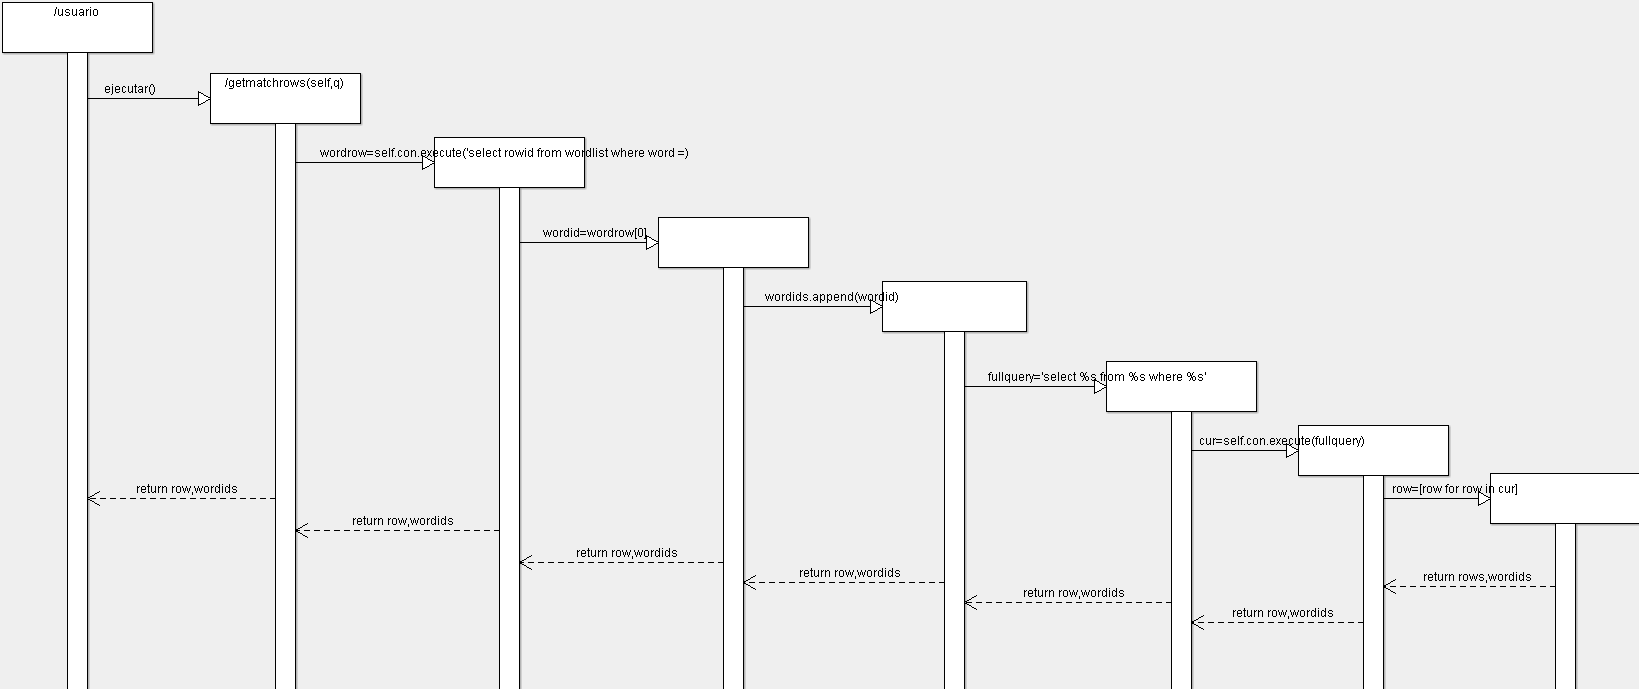 /usuario
ejecutar()
/getmatchrows(self,q)
wordrow=self.con.execute('select rowid from wordlist where word =)
wordid=wordrow[0]
wordids.append(wordid)
fullquery='select %s from %s where %s'
cur=self.con.execute(fullquery)
row=[row for row in cur]
return row,wordids
return row,wordids
return row,wordids
return row,wordids
return rows,wordids
return row,wordids
return row,wordids